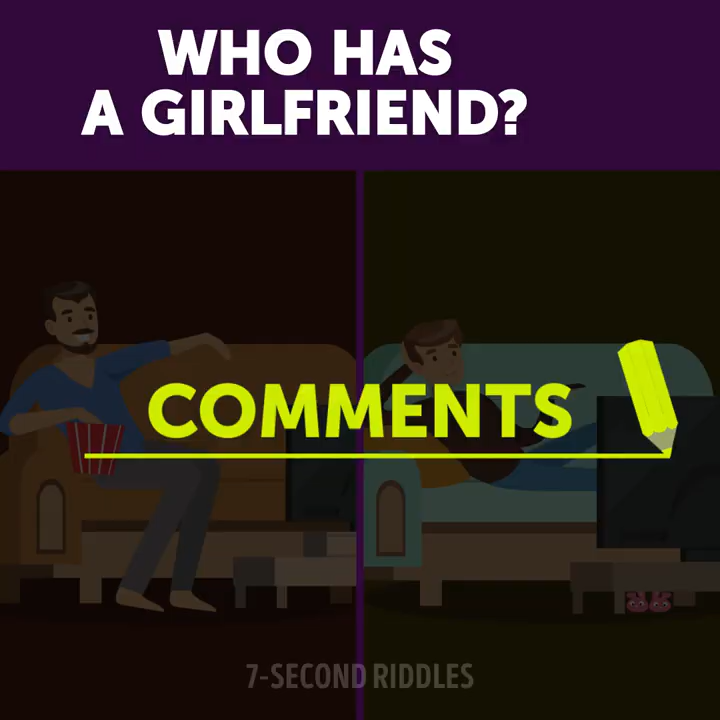 WHO HAS
A GIRLFRIEND?
COMMENTS
7-SECOND RIDDLES